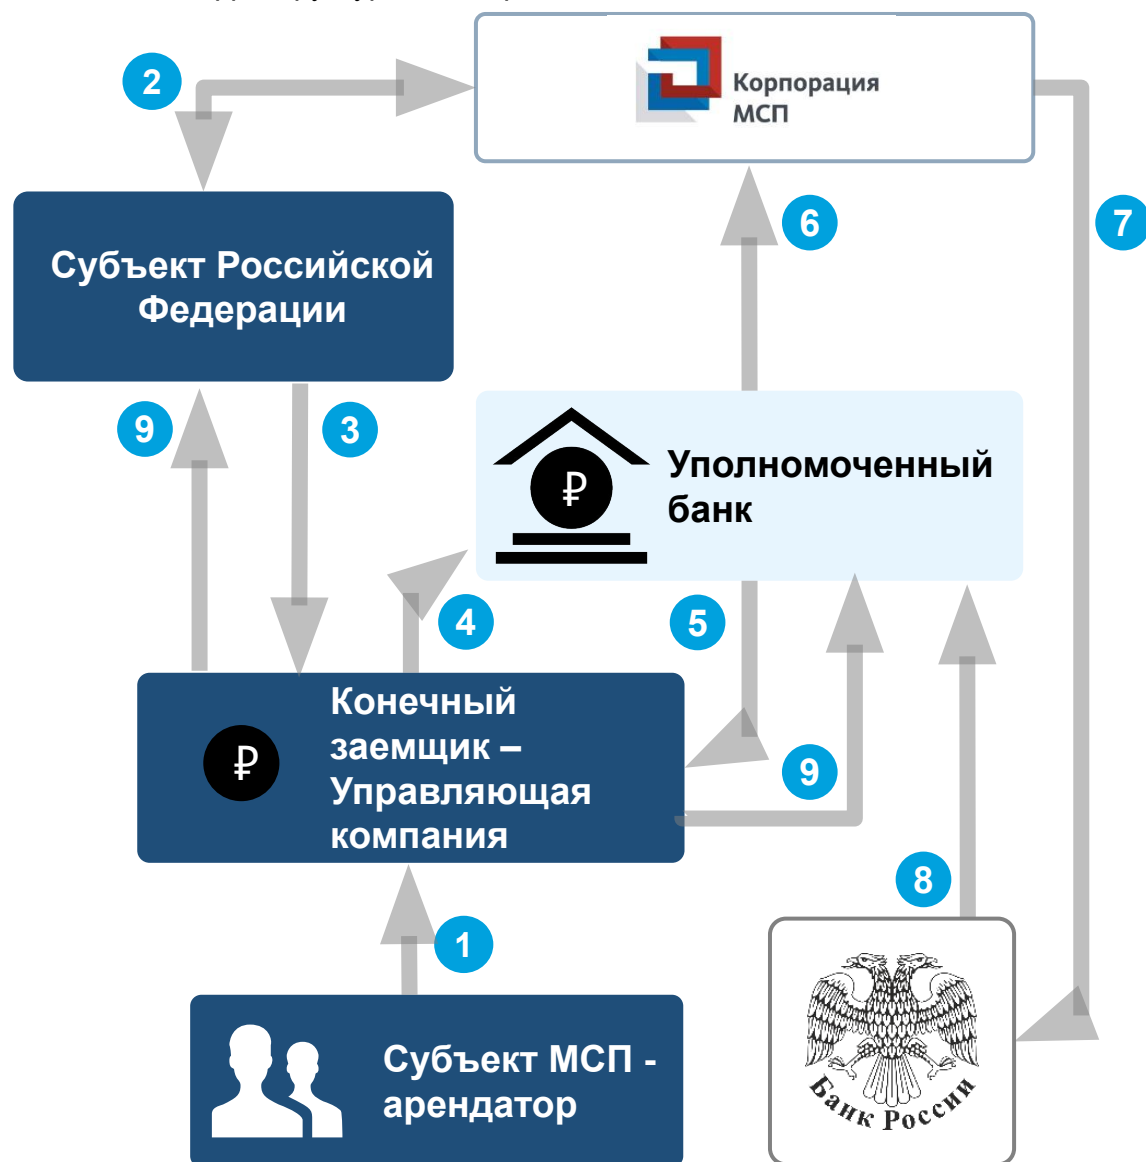 2
Корпорация
МСП
6
7
Субъект Российской
Федерации
9
3
₽
Уполномоченный
банк
4
5
₽
Конечный
заемщик –
Управляющая
компания
9
8
1
Субъект МСП -
арендатор
Банк России